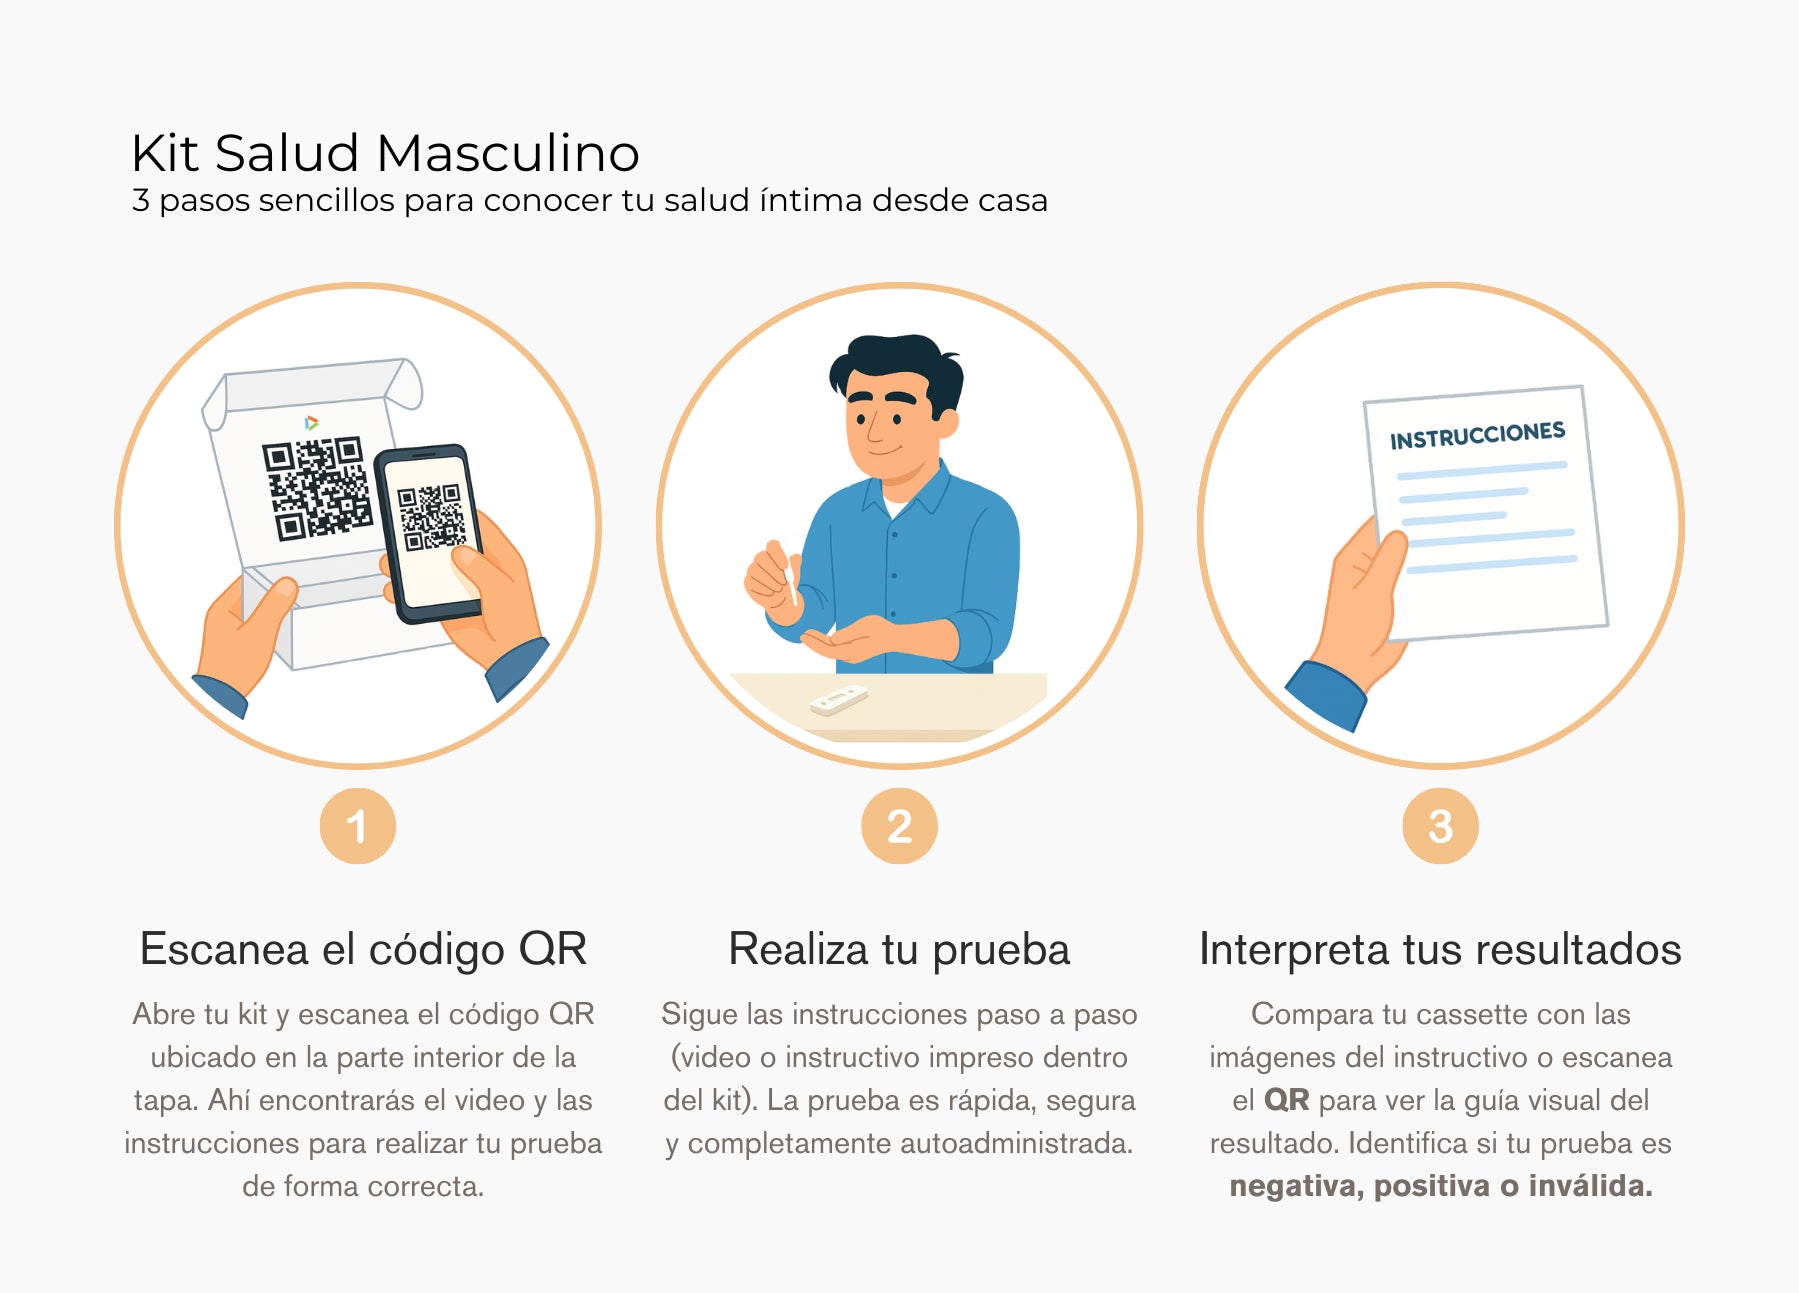 Kit Salud Masculino
3 pasos sencillos para conocer tu salud íntima desde casa
INSTRUCCIONES
1
Escanea el código QR
Abre tu kit y escanea el código QR
ubicado en la parte interior de la
tapa. Ahí encontrarás el video y las
instrucciones para realizar tu prueba
de forma correcta.
2
Realiza tu prueba
Sigue las instrucciones paso a paso
(video o instructivo impreso dentro
del kit). La prueba es rápida, segura
y completamente autoadministrada.
3
Interpreta tus resultados
Compara tu cassette con las
imágenes del instructivo o escanea
el QR para ver la guía visual del
resultado. Identifica si tu prueba es
negativa, positiva o inválida.